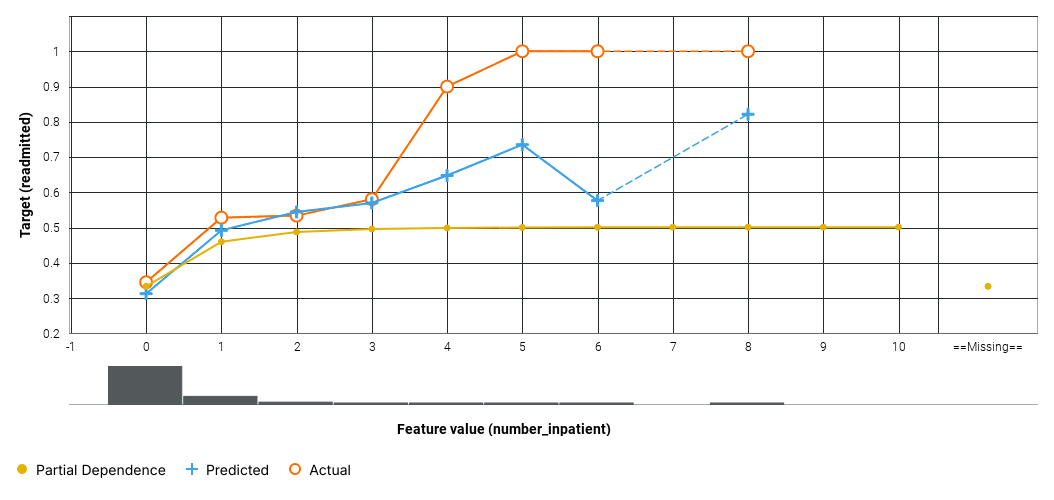 Target (readmitted)
1
0.9
0.8
0.7
0.6
0.5
0.4
0.3
0.2
-1 0 1 2 3 4 5 6 7 8 9 10 ==Missing==
Feature value (number_inpatient)
Partial Dependence Predicted Actual